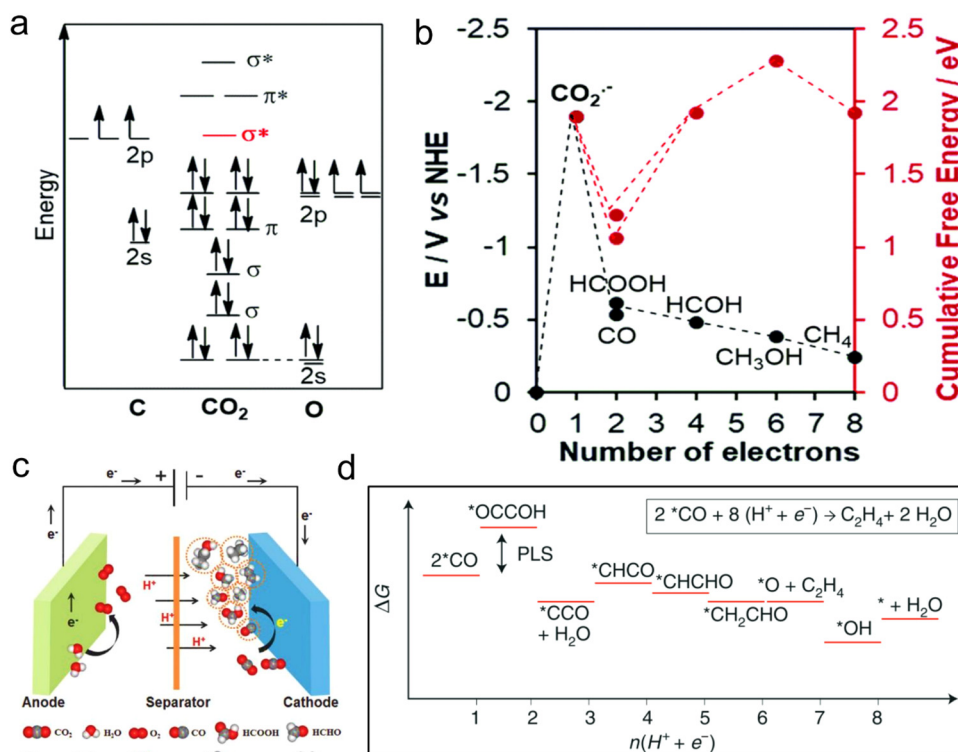 a
σ*
π*
σ*
2p
2p
π
2s
σ
σ
2s
Energy
C CO₂ O
b
-2.5
-2
-1.5
-1
-0.5
0
E / V vs NHE
CO₂·-
HCOOH
CO
HCOH
CH₃OH
CH₄
2.5
2
1.5
1
0.5
0
Cumulative Free Energy / eV
0 1 2 3 4 5 6 7 8
Number of electrons
c
e⁻ + − e⁻
e⁻
e⁻
H⁺
e⁻
e⁻
H⁺
H⁺
H⁺
Anode Separator Cathode
CO₂ H₂O O₂ CO HCOOH HCHO
d
*OCCOH
2 *CO + 8 (H⁺ + e⁻) → C₂H₄+ 2 H₂O
2*CO
PLS
*CHCO
*CHCHO
*O + C₂H₄
*CCO
+ H₂O
*CH₂CHO
*OH
* + H₂O
ΔG
1 2 3 4 5 6 7 8
n(H⁺ + e⁻)